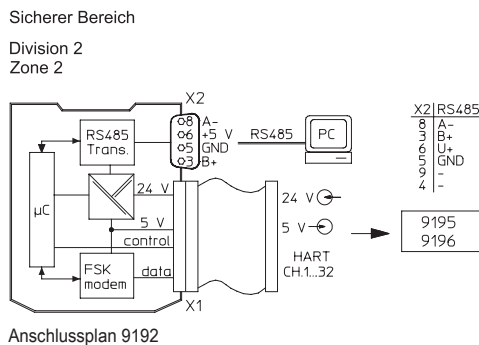 Sicherer Bereich
Division 2
Zone 2
X2
8 A-
6 +5 V
5 GND
3 B+
RS485
Trans.
RS485
PC
X2 RS485
8 A-
3 B+
6 U+
5 GND
9 -
4 -
µC
24 V
5 V
control
data
FSK
modem
X1
24 V
5 V
HART
CH.1...32
9195
9196
Anschlussplan 9192